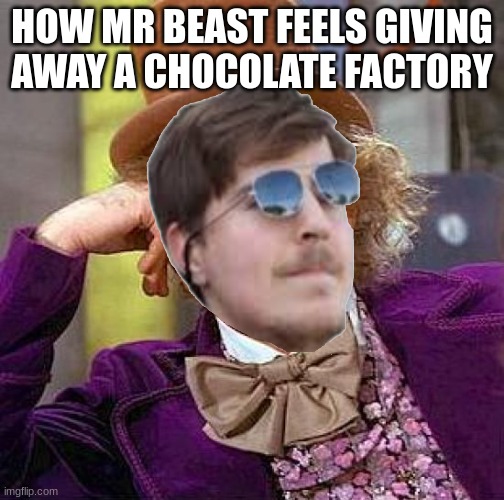 HOW MR BEAST FEELS GIVING
AWAY A CHOCOLATE FACTORY
imgflip.com